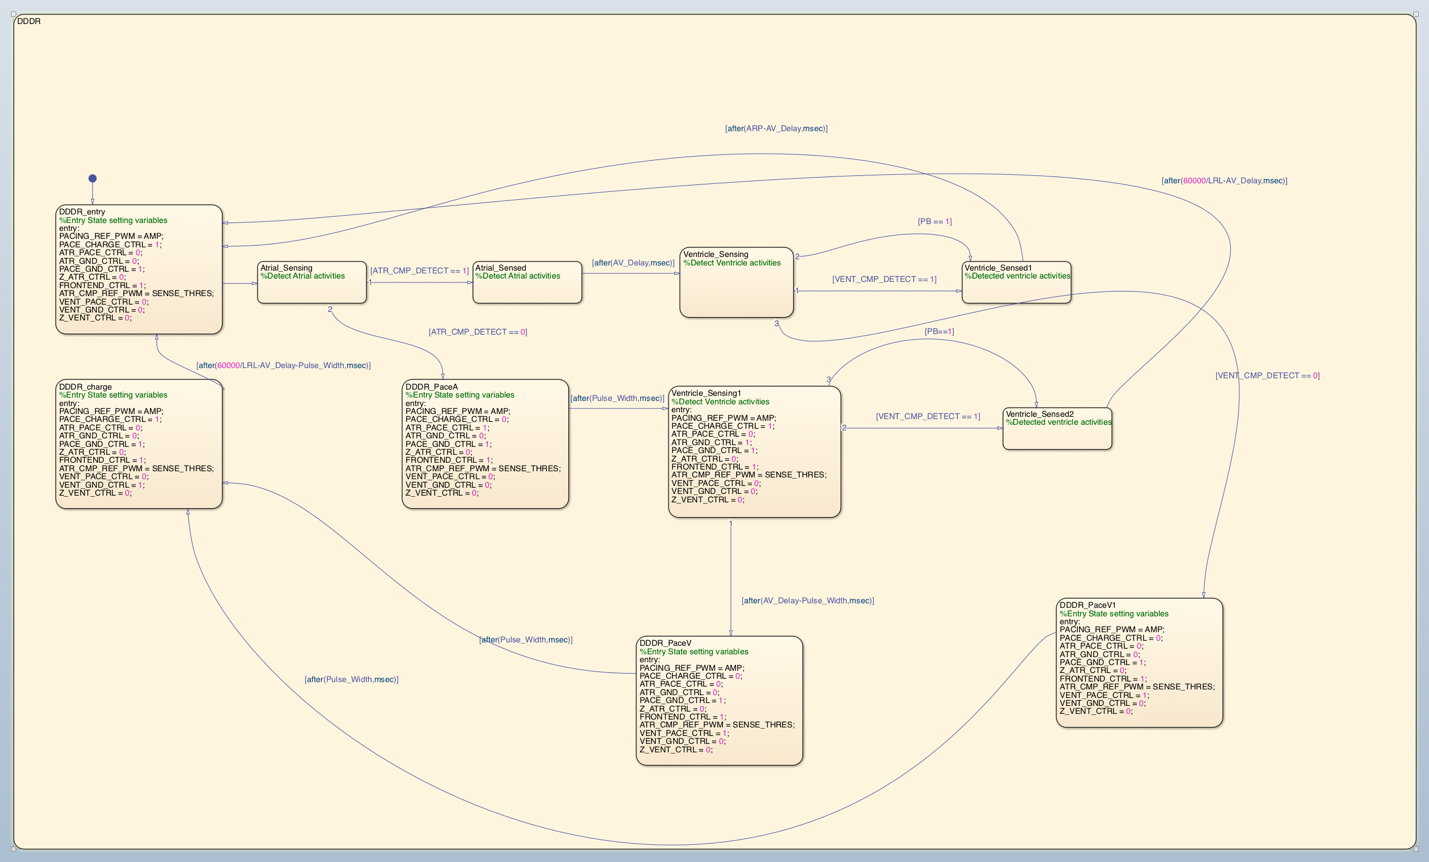 DDDR
[after(ARP-AV_Delay,msec)]
[after(60000/LRL-AV_Delay,msec)]
DDDR_entry
%Entry State setting variables
entry:
PACING_REF_PWM = AMP;
PACE_CHARGE_CTRL = 1;
ATR_PACE_CTRL = 0;
ATR_GND_CTRL = 0;
PACE_GND_CTRL = 1;
Z_ATR_CTRL = 0;
FRONTEND_CTRL = 1;
ATR_CMP_REF_PWM = SENSE_THRES;
VENT_PACE_CTRL = 0;
VENT_GND_CTRL = 0;
Z_VENT_CTRL = 0;
Atrial_Sensing
%Detect Atrial activities
1
2
[ATR_CMP_DETECT == 1]
Atrial_Sensed
%Detect Atrial activities
[after(AV_Delay,msec)]
Ventricle_Sensing
%Detect Ventricle activities
2
1
3
[PB == 1]
[VENT_CMP_DETECT == 1]
Ventricle_Sensed1
%Detected ventricle activities
[ATR_CMP_DETECT == 0]
[PB==1]
[after(60000/LRL-AV_Delay-Pulse_Width,msec)]
[VENT_CMP_DETECT == 0]
DDDR_charge
%Entry State setting variables
entry:
PACING_REF_PWM = AMP;
PACE_CHARGE_CTRL = 1;
ATR_PACE_CTRL = 0;
ATR_GND_CTRL = 0;
PACE_GND_CTRL = 1;
Z_ATR_CTRL = 0;
FRONTEND_CTRL = 1;
ATR_CMP_REF_PWM = SENSE_THRES;
VENT_PACE_CTRL = 0;
VENT_GND_CTRL = 1;
Z_VENT_CTRL = 0;
DDDR_PaceA
%Entry State setting variables
entry:
PACING_REF_PWM = AMP;
PACE_CHARGE_CTRL = 0;
ATR_PACE_CTRL = 1;
ATR_GND_CTRL = 0;
PACE_GND_CTRL = 1;
Z_ATR_CTRL = 0;
FRONTEND_CTRL = 1;
ATR_CMP_REF_PWM = SENSE_THRES;
VENT_PACE_CTRL = 0;
VENT_GND_CTRL = 0;
Z_VENT_CTRL = 0;
[after(Pulse_Width,msec)]
Ventricle_Sensing1
%Detect Ventricle activities
entry:
PACING_REF_PWM = AMP;
PACE_CHARGE_CTRL = 1;
ATR_PACE_CTRL = 0;
ATR_GND_CTRL = 1;
PACE_GND_CTRL = 1;
Z_ATR_CTRL = 0;
FRONTEND_CTRL = 1;
ATR_CMP_REF_PWM = SENSE_THRES;
VENT_PACE_CTRL = 0;
VENT_GND_CTRL = 0;
Z_VENT_CTRL = 0;
3
2
1
[VENT_CMP_DETECT == 1]
Ventricle_Sensed2
%Detected ventricle activities
[after(AV_Delay-Pulse_Width,msec)]
[after(Pulse_Width,msec)]
[after(Pulse_Width,msec)]
DDDR_PaceV
%Entry State setting variables
entry:
PACING_REF_PWM = AMP;
PACE_CHARGE_CTRL = 0;
ATR_PACE_CTRL = 0;
ATR_GND_CTRL = 0;
PACE_GND_CTRL = 1;
Z_ATR_CTRL = 0;
FRONTEND_CTRL = 1;
ATR_CMP_REF_PWM = SENSE_THRES;
VENT_PACE_CTRL = 1;
VENT_GND_CTRL = 0;
Z_VENT_CTRL = 0;
DDDR_PaceV1
%Entry State setting variables
entry:
PACING_REF_PWM = AMP;
PACE_CHARGE_CTRL = 0;
ATR_PACE_CTRL = 0;
ATR_GND_CTRL = 0;
PACE_GND_CTRL = 1;
Z_ATR_CTRL = 0;
FRONTEND_CTRL = 1;
ATR_CMP_REF_PWM = SENSE_THRES;
VENT_PACE_CTRL = 1;
VENT_GND_CTRL = 0;
Z_VENT_CTRL = 0;